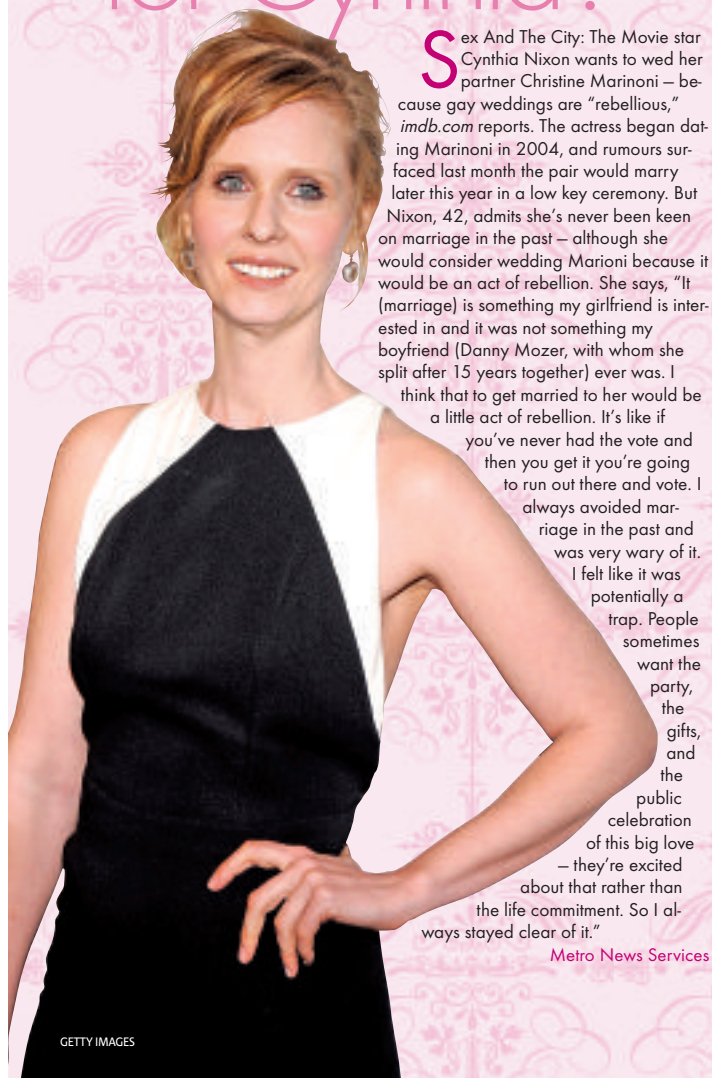 for Cynthia?
Sex And The City: The Movie star
Cynthia Nixon wants to wed her
partner Christine Marinoni — be-
cause gay weddings are “rebellious,”
imdb.com reports. The actress began dat-
ing Marinoni in 2004, and rumours sur-
faced last month the pair would marry
later this year in a low key ceremony. But
Nixon, 42, admits she’s never been keen
on marriage in the past — although she
would consider wedding Marioni because it
would be an act of rebellion. She says, “It
(marriage) is something my girlfriend is inter-
ested in and it was not something my
boyfriend (Danny Mozer, with whom she
split after 15 years together) ever was. I
think that to get married to her would be
a little act of rebellion. It’s like if
you’ve never had the vote and
then you get it you’re going
to run out there and vote. I
always avoided mar-
riage in the past and
was very wary of it.
I felt like it was
potentially a
trap. People
sometimes
want the
party,
the
gifts,
and
the
public
celebration
of this big love
— they’re excited
about that rather than
the life commitment. So I al-
ways stayed clear of it.”
Metro News Services
GETTY IMAGES